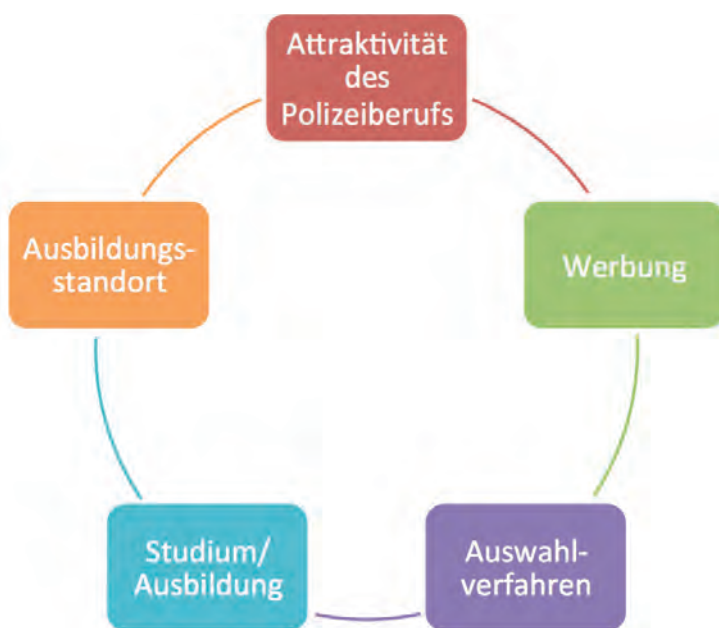 Attraktivität
des
Polizeiberufs
Werbung
Auswahl-
verfahren
Studium/
Ausbildung
Ausbildungs-
standort